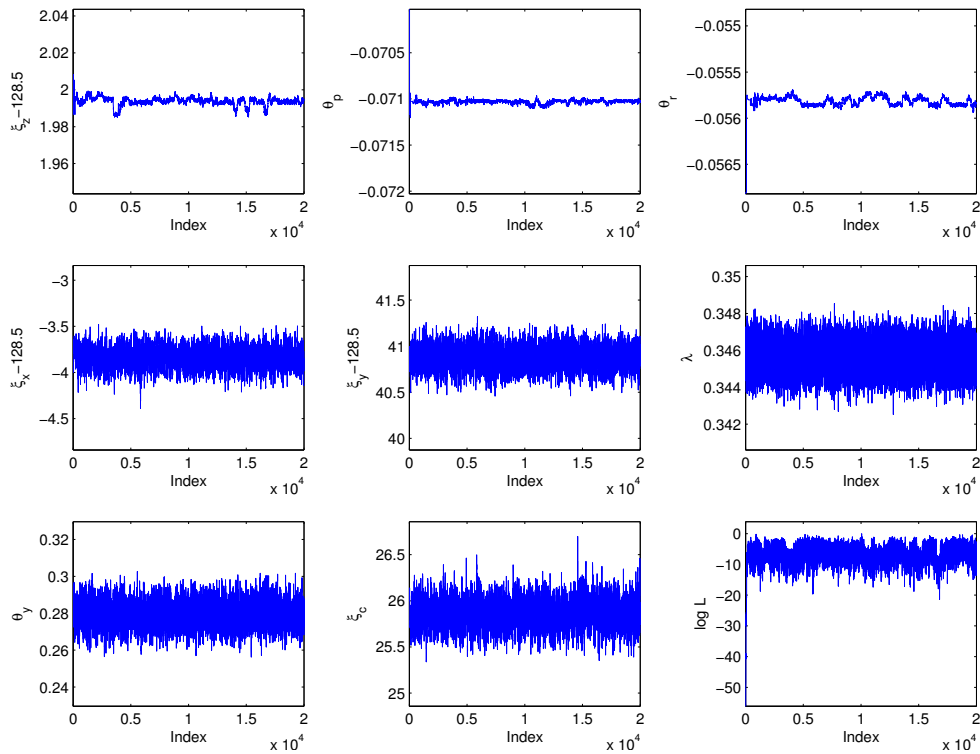 2.04
2.02
2
1.98
1.96
ξz−128.5
0 0.5 1 1.5 2
Index
x 10^4
−0.0705
−0.071
−0.0715
−0.072
θp
0 0.5 1 1.5 2
Index
x 10^4
−0.055
−0.0555
−0.056
−0.0565
θr
0 0.5 1 1.5 2
Index
x 10^4
−3
−3.5
−4
−4.5
ξx−128.5
0 0.5 1 1.5 2
Index
x 10^4
41.5
41
40.5
40
ξy−128.5
0 0.5 1 1.5 2
Index
x 10^4
0.35
0.348
0.346
0.344
0.342
λ
0 0.5 1 1.5 2
Index
x 10^4
0.32
0.3
0.28
0.26
0.24
θy
0 0.5 1 1.5 2
Index
x 10^4
26.5
26
25.5
25
ξc
0 0.5 1 1.5 2
Index
x 10^4
0
−10
−20
−30
−40
−50
log L
0 0.5 1 1.5 2
Index
x 10^4